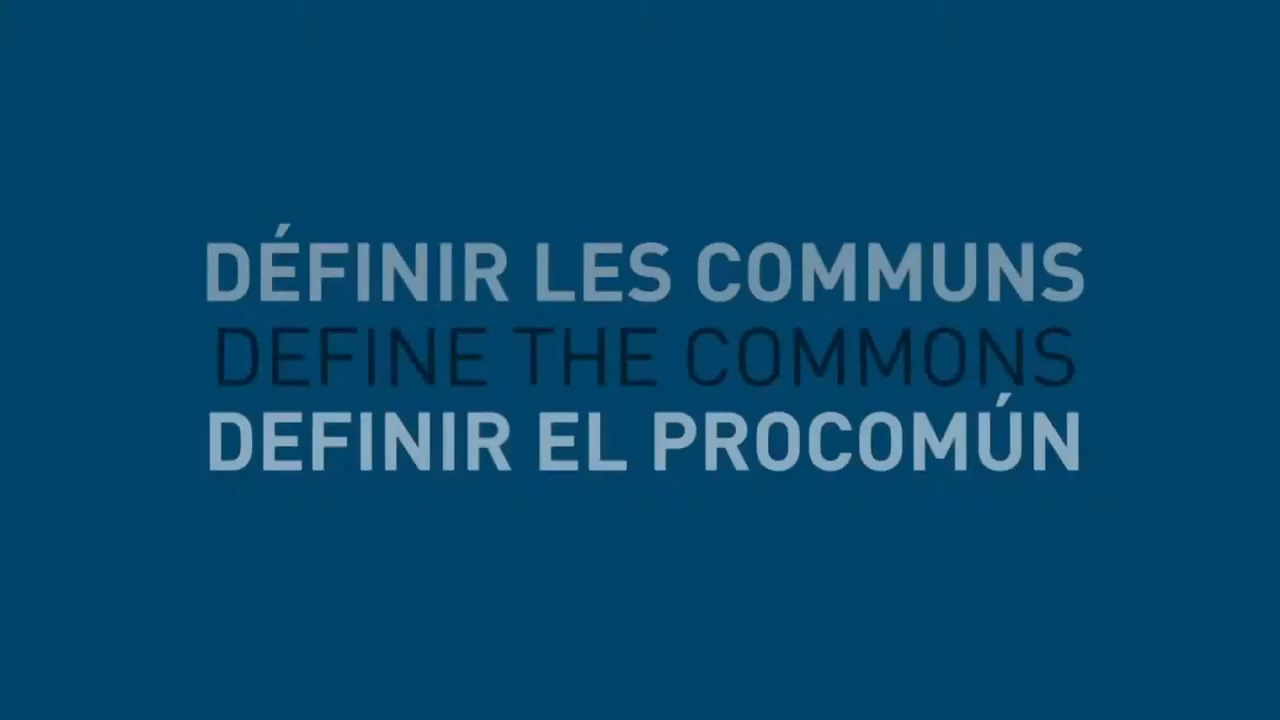 DÉFINIR LES COMMUNS
DEFINE THE COMMONS
DEFINIR EL PROCOMÚN